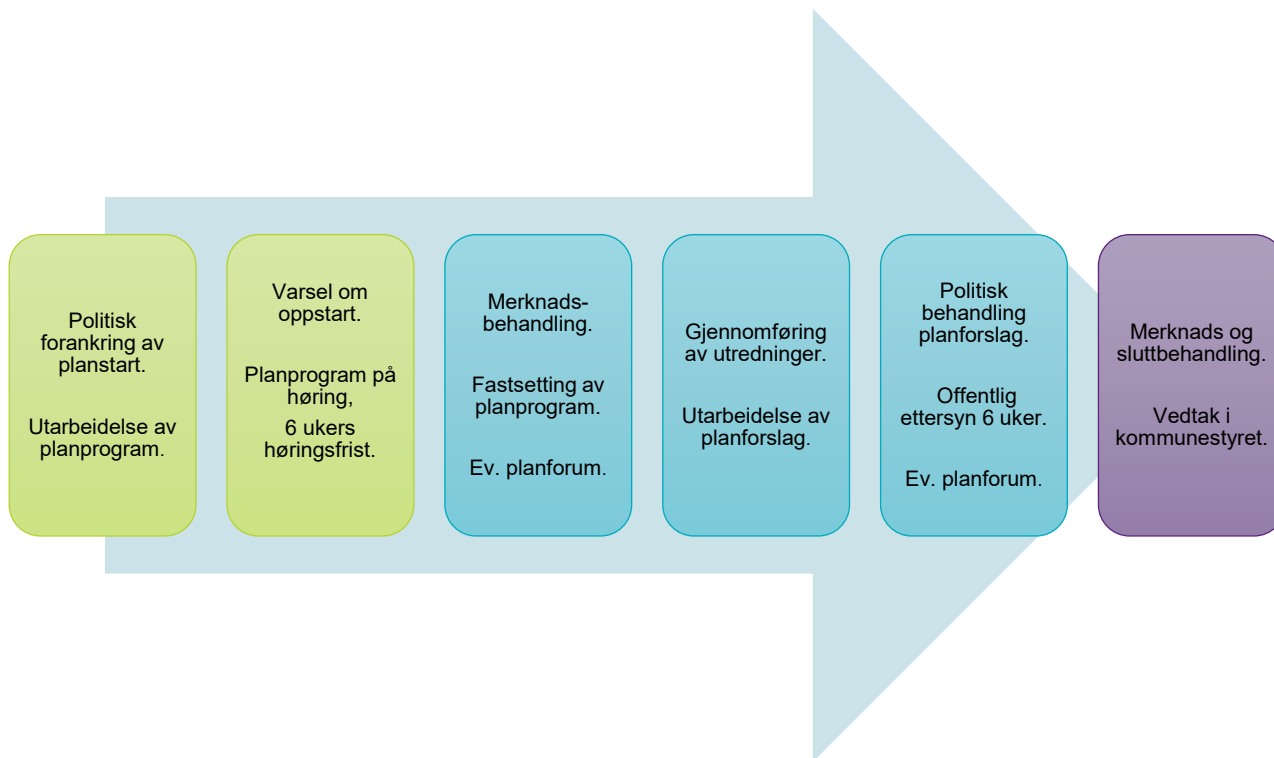 Politisk
forankring av
planstart.
Utarbeidelse av
planprogram.
Varsel om
oppstart.
Planprogram på
høring,
6 ukers
høringsfrist.
Merknads-
behandling.
Fastsetting av
planprogram.
Ev. planforum.
Gjennomføring
av utredninger.
Utarbeidelse av
planforslag.
Politisk
behandling
planforslag.
Offentlig
ettersyn 6 uker.
Ev. planforum.
Merknads og
sluttbehandling.
Vedtak i
kommunestyret.